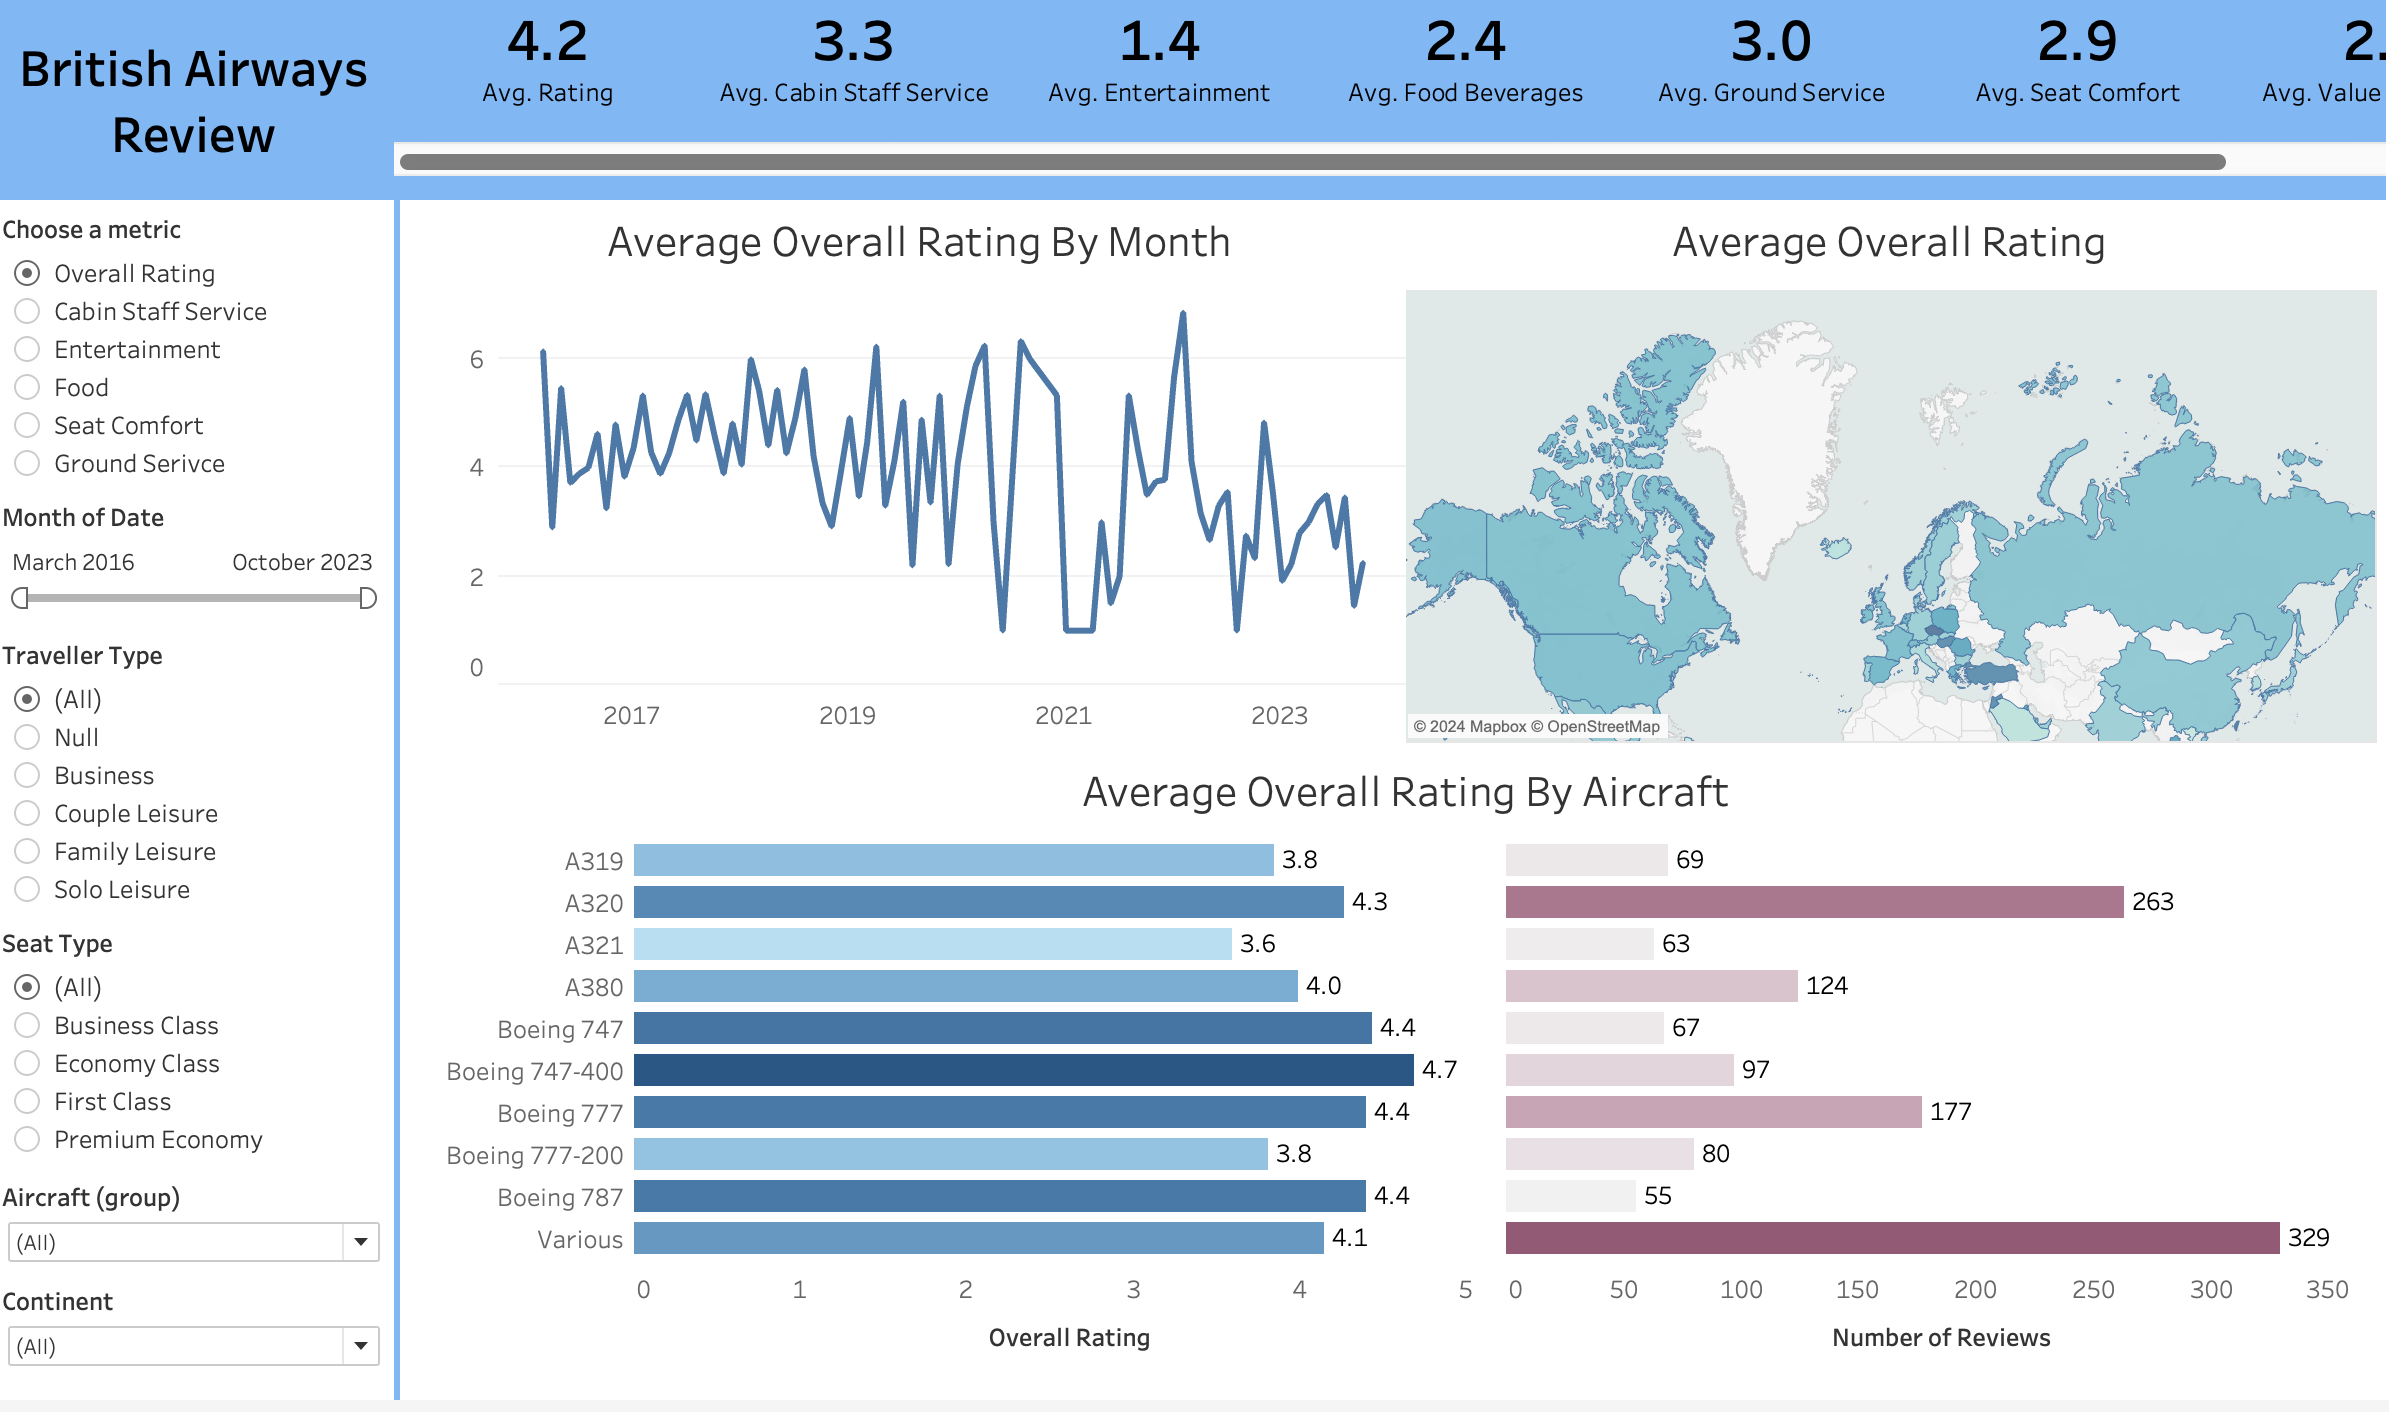 British Airways
Review
4.2
Avg. Rating
3.3
Avg. Cabin Staff Service
1.4
Avg. Entertainment
2.4
Avg. Food Beverages
3.0
Avg. Ground Service
2.9
Avg. Seat Comfort
2.
Avg. Value
Choose a metric
Overall Rating
Cabin Staff Service
Entertainment
Food
Seat Comfort
Ground Serivce
Month of Date
March 2016 October 2023
Traveller Type
(All)
Null
Business
Couple Leisure
Family Leisure
Solo Leisure
Seat Type
(All)
Business Class
Economy Class
First Class
Premium Economy
Aircraft (group)
(All)
Continent
(All)
Average Overall Rating By Month
6
4
2
0
2017 2019 2021 2023
Average Overall Rating
© 2024 Mapbox © OpenStreetMap
Average Overall Rating By Aircraft
A319 3.8 69
A320 4.3 263
A321 3.6 63
A380 4.0 124
Boeing 747 4.4 67
Boeing 747-400 4.7 97
Boeing 777 4.4 177
Boeing 777-200 3.8 80
Boeing 787 4.4 55
Various 4.1 329
0 1 2 3 4 5 0 50 100 150 200 250 300 350
Overall Rating Number of Reviews